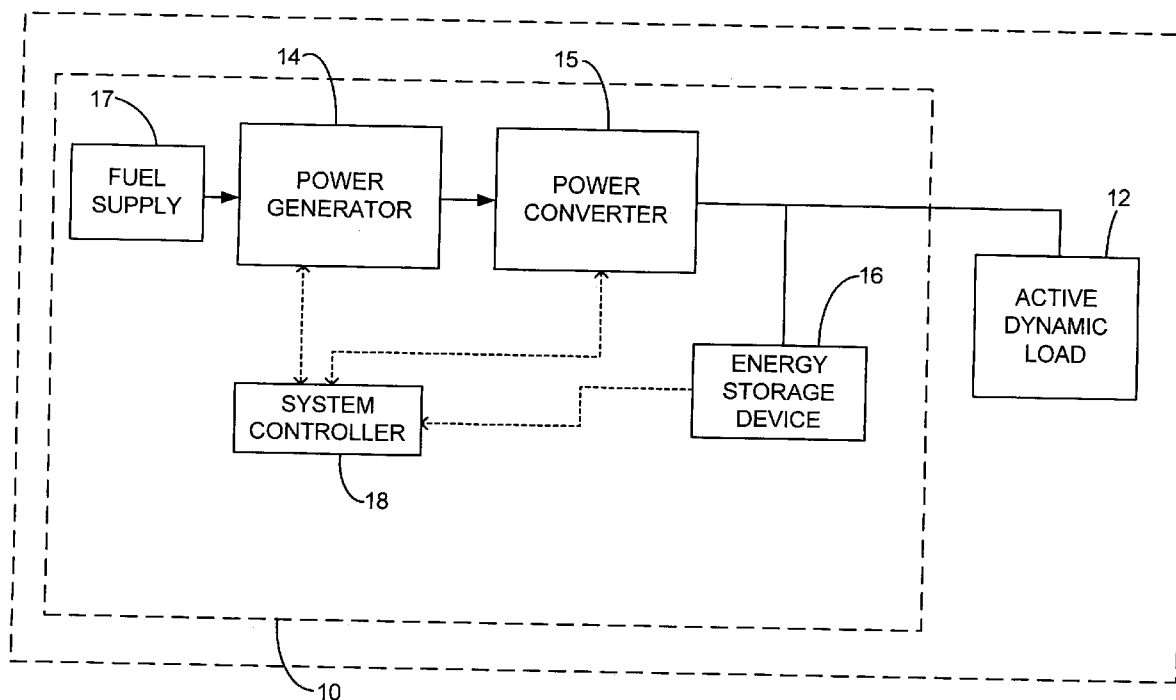 14
15
17
FUEL
SUPPLY
POWER
GENERATOR
POWER
CONVERTER
12
ACTIVE
DYNAMIC
LOAD
16
ENERGY
STORAGE
DEVICE
SYSTEM
CONTROLLER
18
10